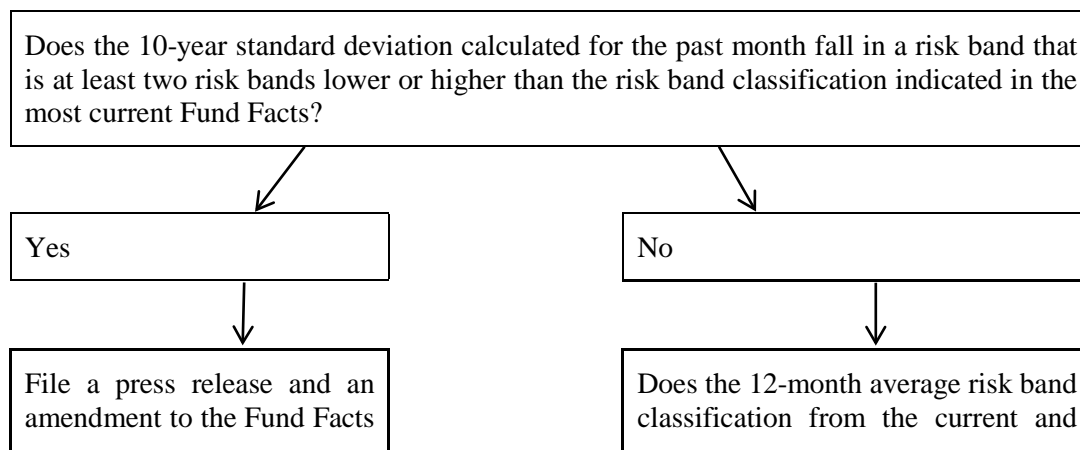 Does the 10-year standard deviation calculated for the past month fall in a risk band that
is at least two risk bands lower or higher than the risk band classification indicated in the
most current Fund Facts?
Yes
No
File a press release and an
amendment to the Fund Facts
Does the 12-month average risk band
classification from the current and